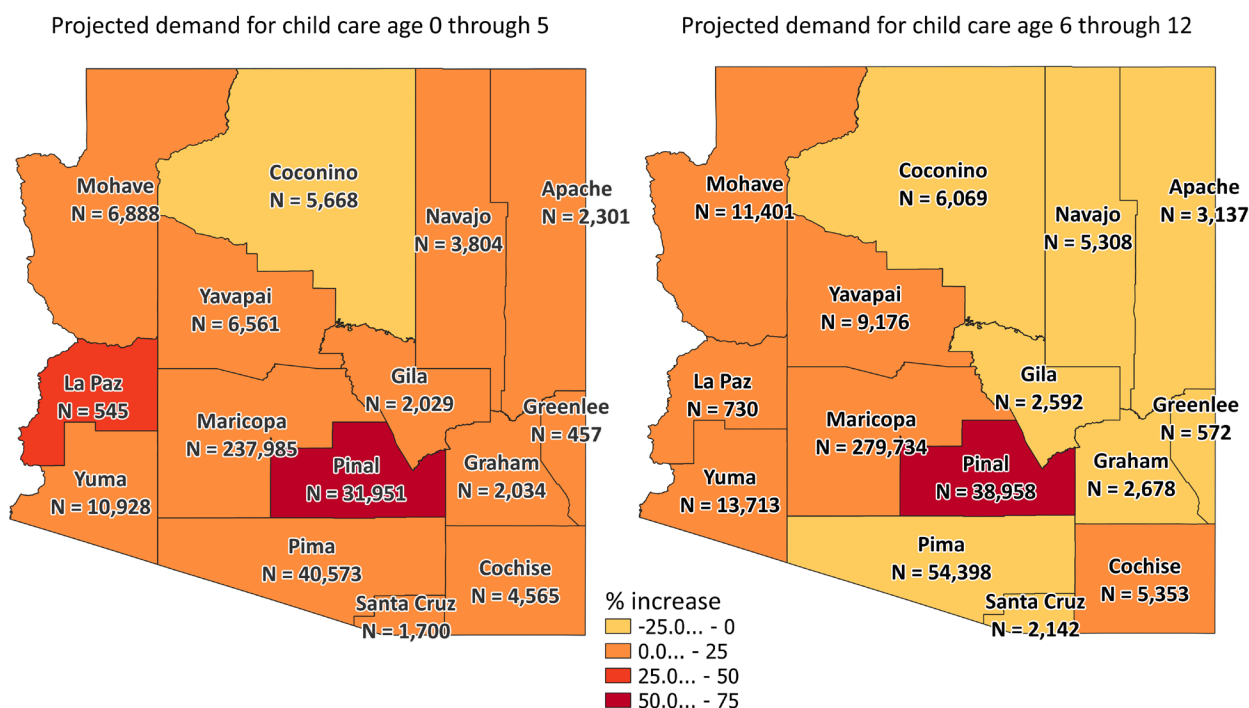 Projected demand for child care age 0 through 5
Coconino
N = 5,668
Mohave
N = 6,888
Apache
N = 2,301
Navajo
N = 3,804
Yavapai
N = 6,561
La Paz
N = 545
Gila
N = 2,029
Maricopa
N = 237,985
Greenlee
N = 457
Pinal
N = 31,951
Graham
N = 2,034
Yuma
N = 10,928
Pima
N = 40,573
Cochise
N = 4,565
Santa Cruz
N = 1,700
Projected demand for child care age 6 through 12
Coconino
N = 6,069
Mohave
N = 11,401
Apache
N = 3,137
Navajo
N = 5,308
Yavapai
N = 9,176
La Paz
N = 730
Gila
N = 2,592
Maricopa
N = 279,734
Greenlee
N = 572
Pinal
N = 38,958
Graham
N = 2,678
Yuma
N = 13,713
Pima
N = 54,398
Cochise
N = 5,353
Santa Cruz
N = 2,142
% increase
-25.0... - 0
0.0... - 25
25.0... - 50
50.0... - 75